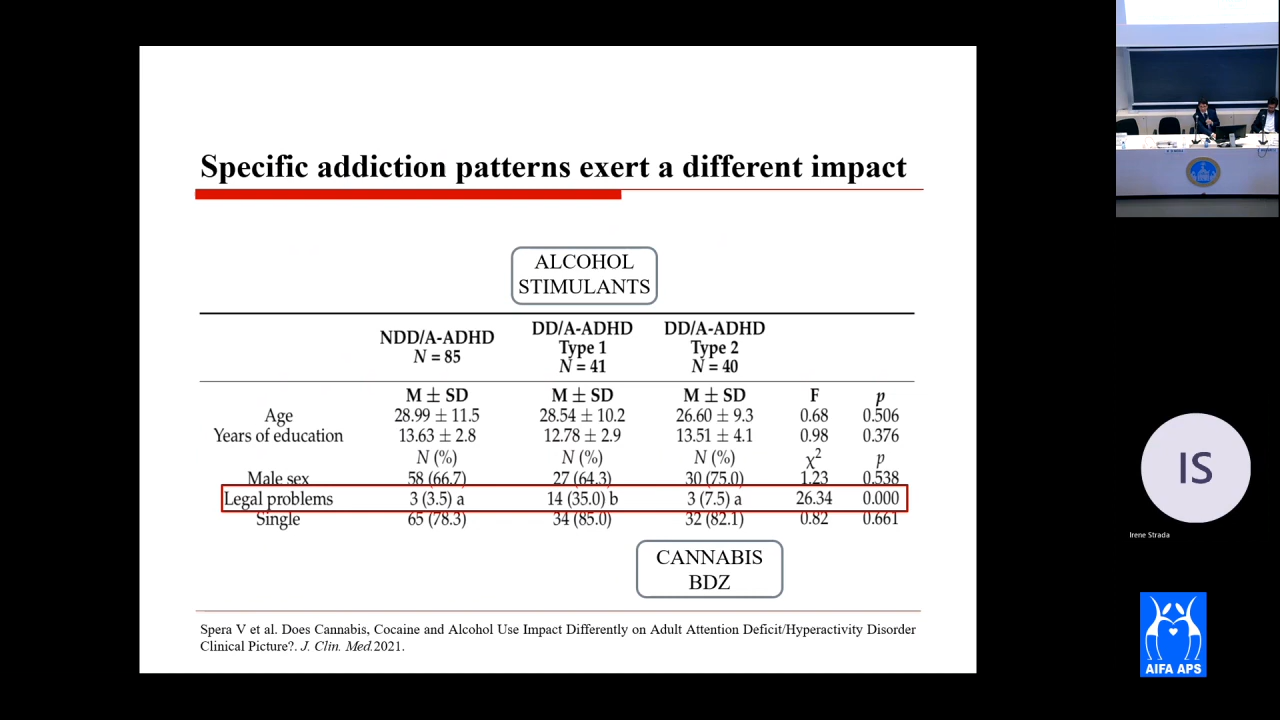 Specific addiction patterns exert a different impact
ALCOHOL
STIMULANTS
NDD/A-ADHD
N = 85
DD/A-ADHD
Type 1
N = 41
DD/A-ADHD
Type 2
N = 40
M ± SD M ± SD M ± SD F p
Age 28.99 ± 11.5 28.54 ± 10.2 26.60 ± 9.3 0.68 0.506
Years of education 13.63 ± 2.8 12.78 ± 2.9 13.51 ± 4.1 0.98 0.376
N (%) N (%) N (%) χ² p
Male sex 58 (66.7) 27 (64.3) 30 (75.0) 1.23 0.538
Legal problems 3 (3.5) a 14 (35.0) b 3 (7.5) a 26.34 0.000
Single 65 (78.3) 34 (85.0) 32 (82.1) 0.82 0.661
CANNABIS
BDZ
Spera V et al. Does Cannabis, Cocaine and Alcohol Use Impact Differently on Adult Attention Deficit/Hyperactivity Disorder
Clinical Picture?. J. Clin. Med.2021.
IS
Irene Strada
AIFA APS